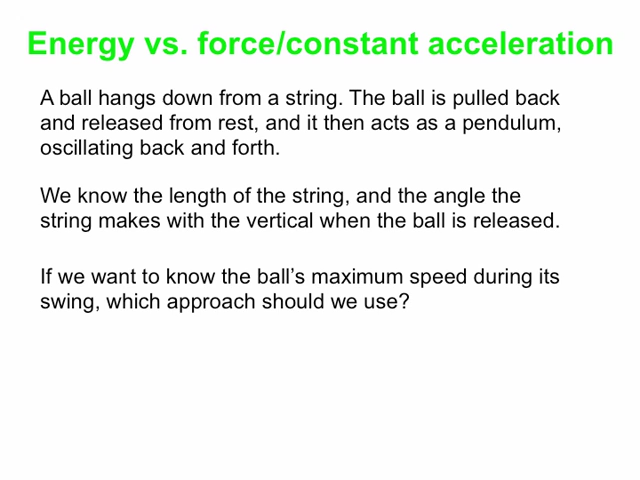 Energy vs. force/constant acceleration
A ball hangs down from a string. The ball is pulled back
and released from rest, and it then acts as a pendulum,
oscillating back and forth.
We know the length of the string, and the angle the
string makes with the vertical when the ball is released.
If we want to know the ball’s maximum speed during its
swing, which approach should we use?